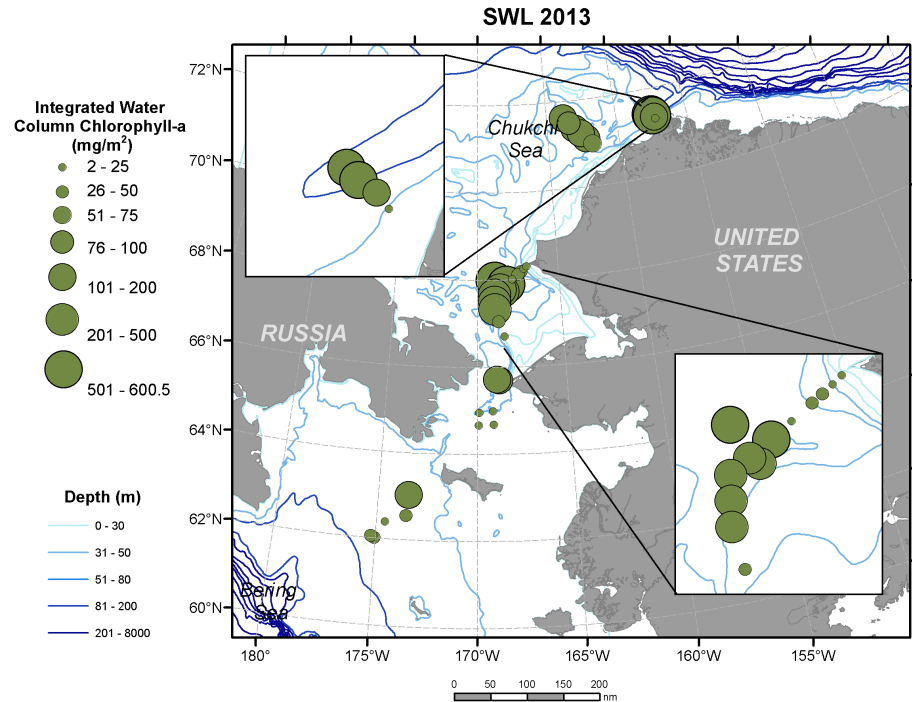 SWL 2013
Integrated Water
Column Chlorophyll-a
(mg/m²)
2 - 25
26 - 50
51 - 75
76 - 100
101 - 200
201 - 500
501 - 600.5
Depth (m)
0 - 30
31 - 50
51 - 80
81 - 200
201 - 8000
72°N
70°N
68°N
66°N
64°N
62°N
60°N
Chukchi
Sea
UNITED
STATES
RUSSIA
Bering
Sea
180°
175°W
170°W
165°W
160°W
155°W
0 50 100 150 200
nm